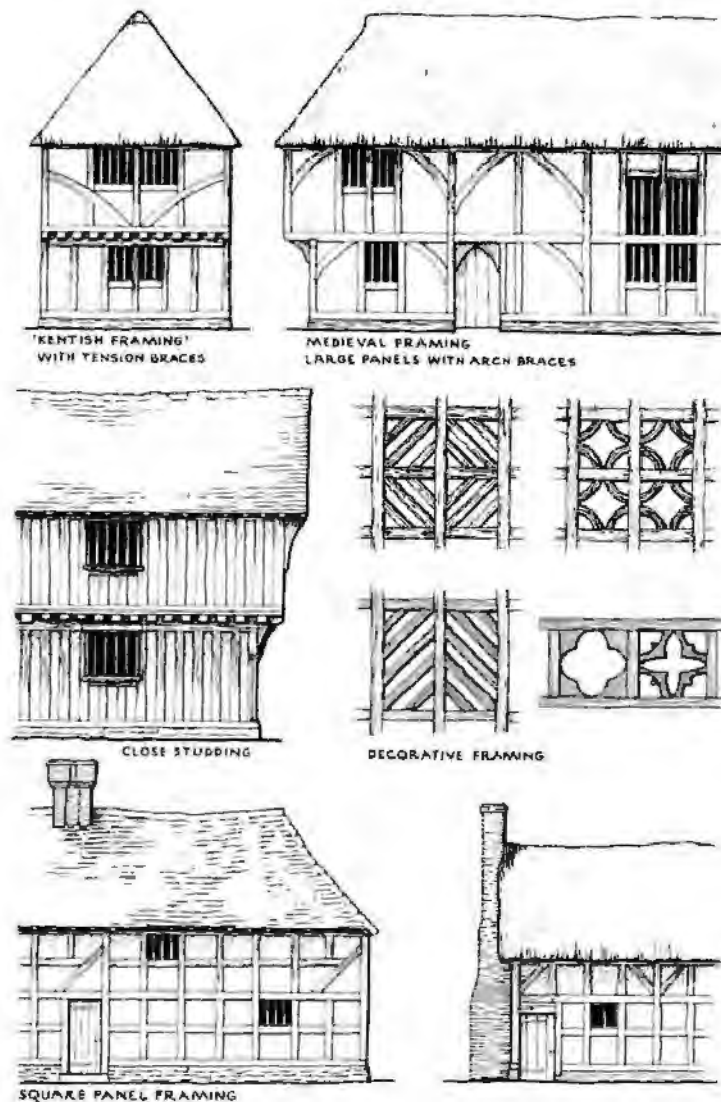 'KENTISH FRAMING'
WITH TENSION BRACES
MEDIEVAL FRAMING
LARGE PANELS WITH ARCH BRACES
CLOSE STUDDING
DECORATIVE FRAMING
SQUARE PANEL FRAMING